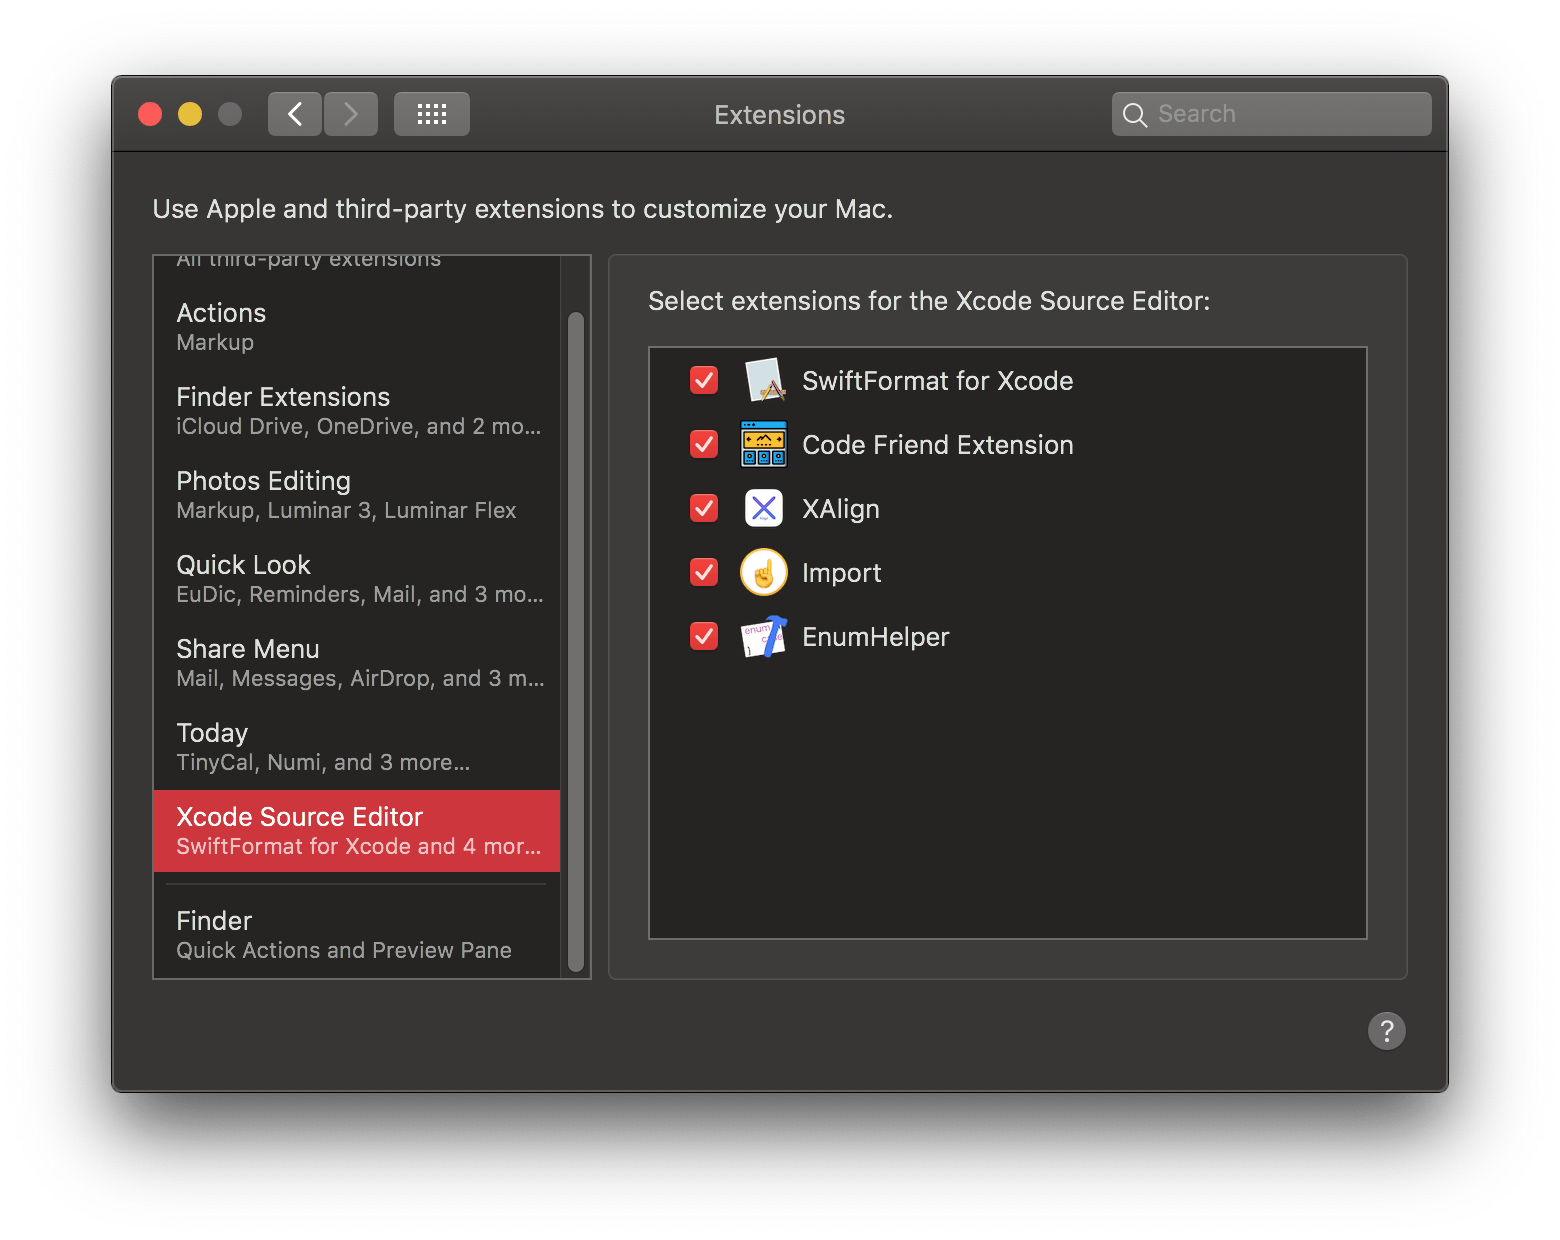 Extensions
Search
Use Apple and third-party extensions to customize your Mac.
All third-party extensions
Actions
Markup
Finder Extensions
iCloud Drive, OneDrive, and 2 mo...
Photos Editing
Markup, Luminar 3, Luminar Flex
Quick Look
EuDic, Reminders, Mail, and 3 mo...
Share Menu
Mail, Messages, AirDrop, and 3 m...
Today
TinyCal, Numi, and 3 more...
Xcode Source Editor
SwiftFormat for Xcode and 4 mor...
Finder
Quick Actions and Preview Pane
Select extensions for the Xcode Source Editor:
SwiftFormat for Xcode
Code Friend Extension
XAlign
Import
enum
EnumHelper
?